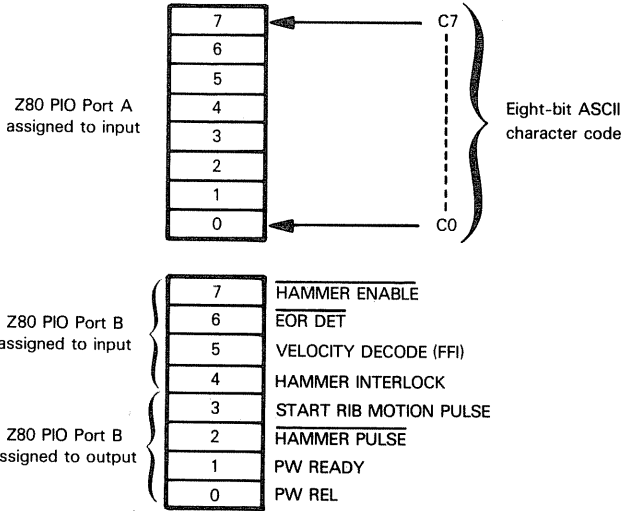 7 C7
6
5
Z80 PIO Port A
assigned to input
4
3
2
1
0 C0
Eight-bit ASCII
character code
7 HAMMER ENABLE
6 EOR DET
5 VELOCITY DECODE (FFI)
4 HAMMER INTERLOCK
Z80 PIO Port B
assigned to input
3 START RIB MOTION PULSE
2 HAMMER PULSE
1 PW READY
0 PW REL
Z80 PIO Port B
ssigned to output